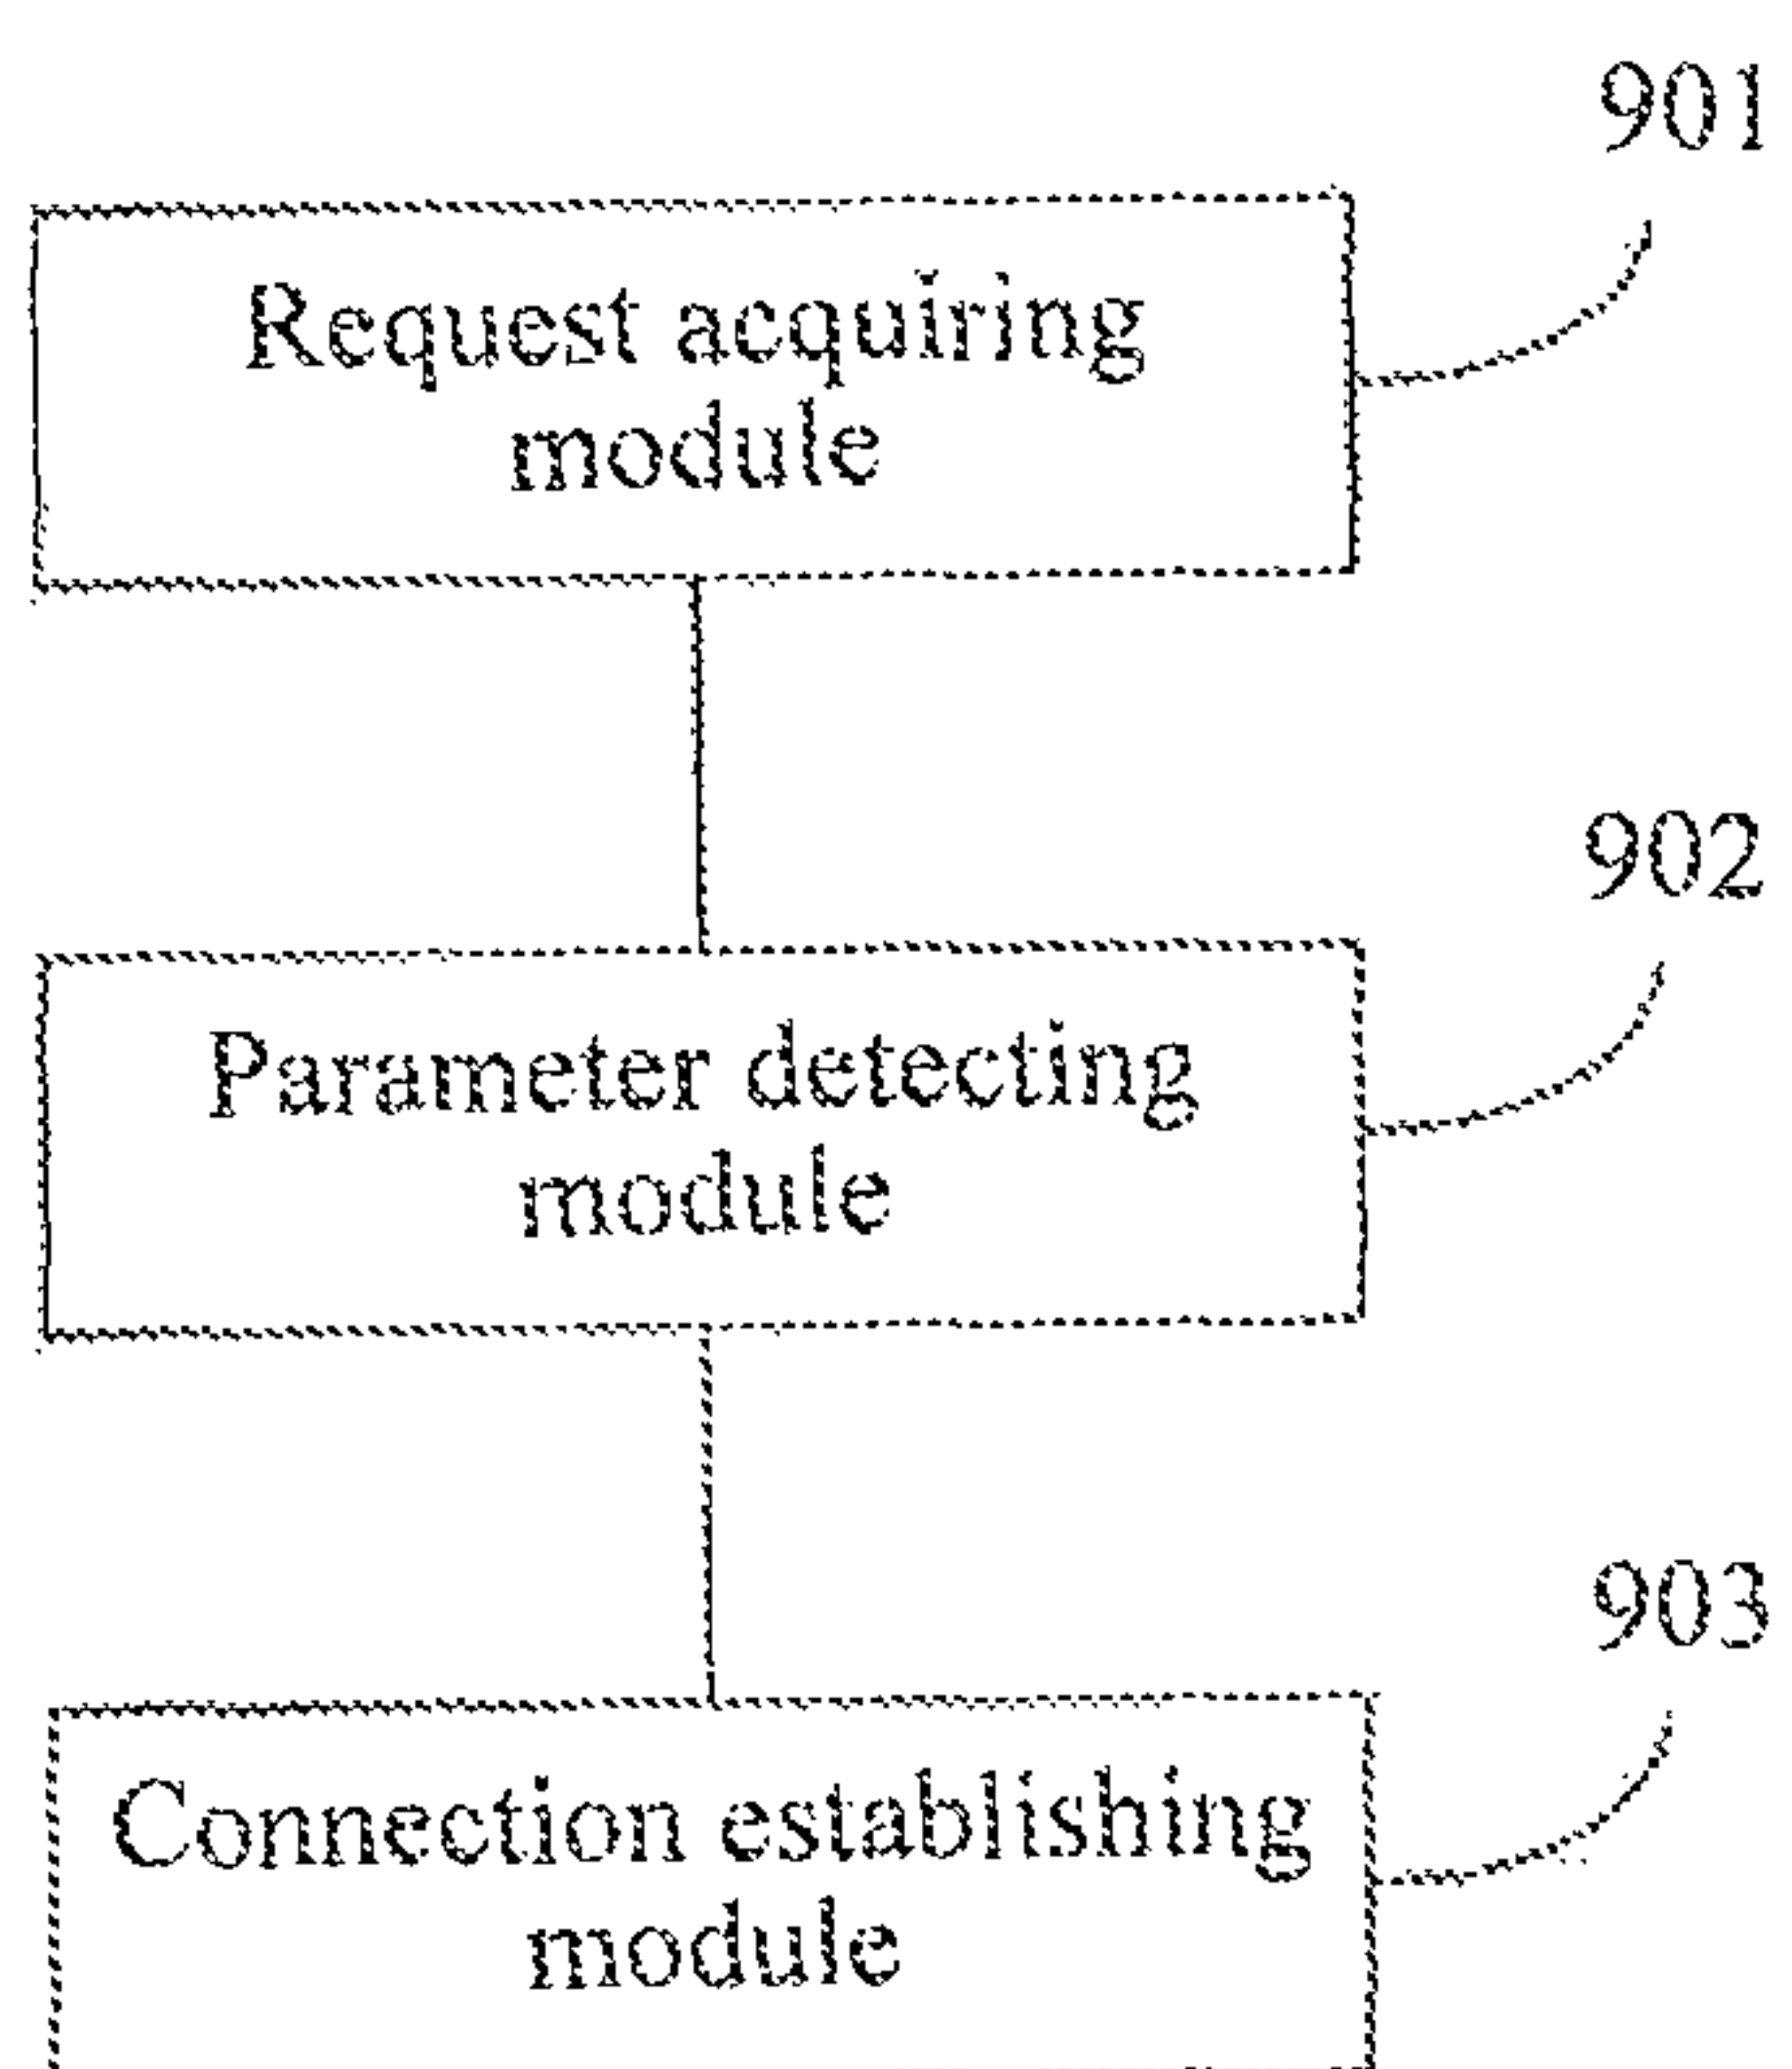 901
Request acquiring
module
902
Parameter detecting
module
903
Connection establishing
module